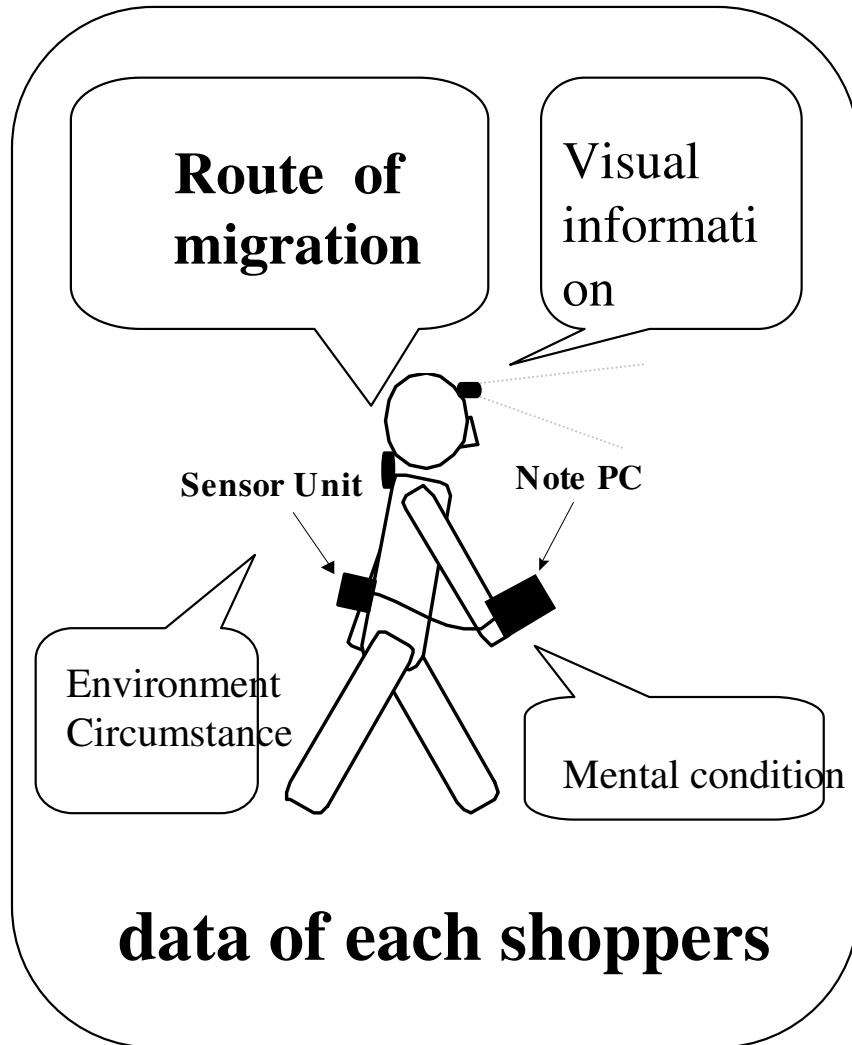 Route of
migration
Visual
informati
on
Sensor Unit
Note PC
Environment
Circumstance
Mental condition
data of each shoppers